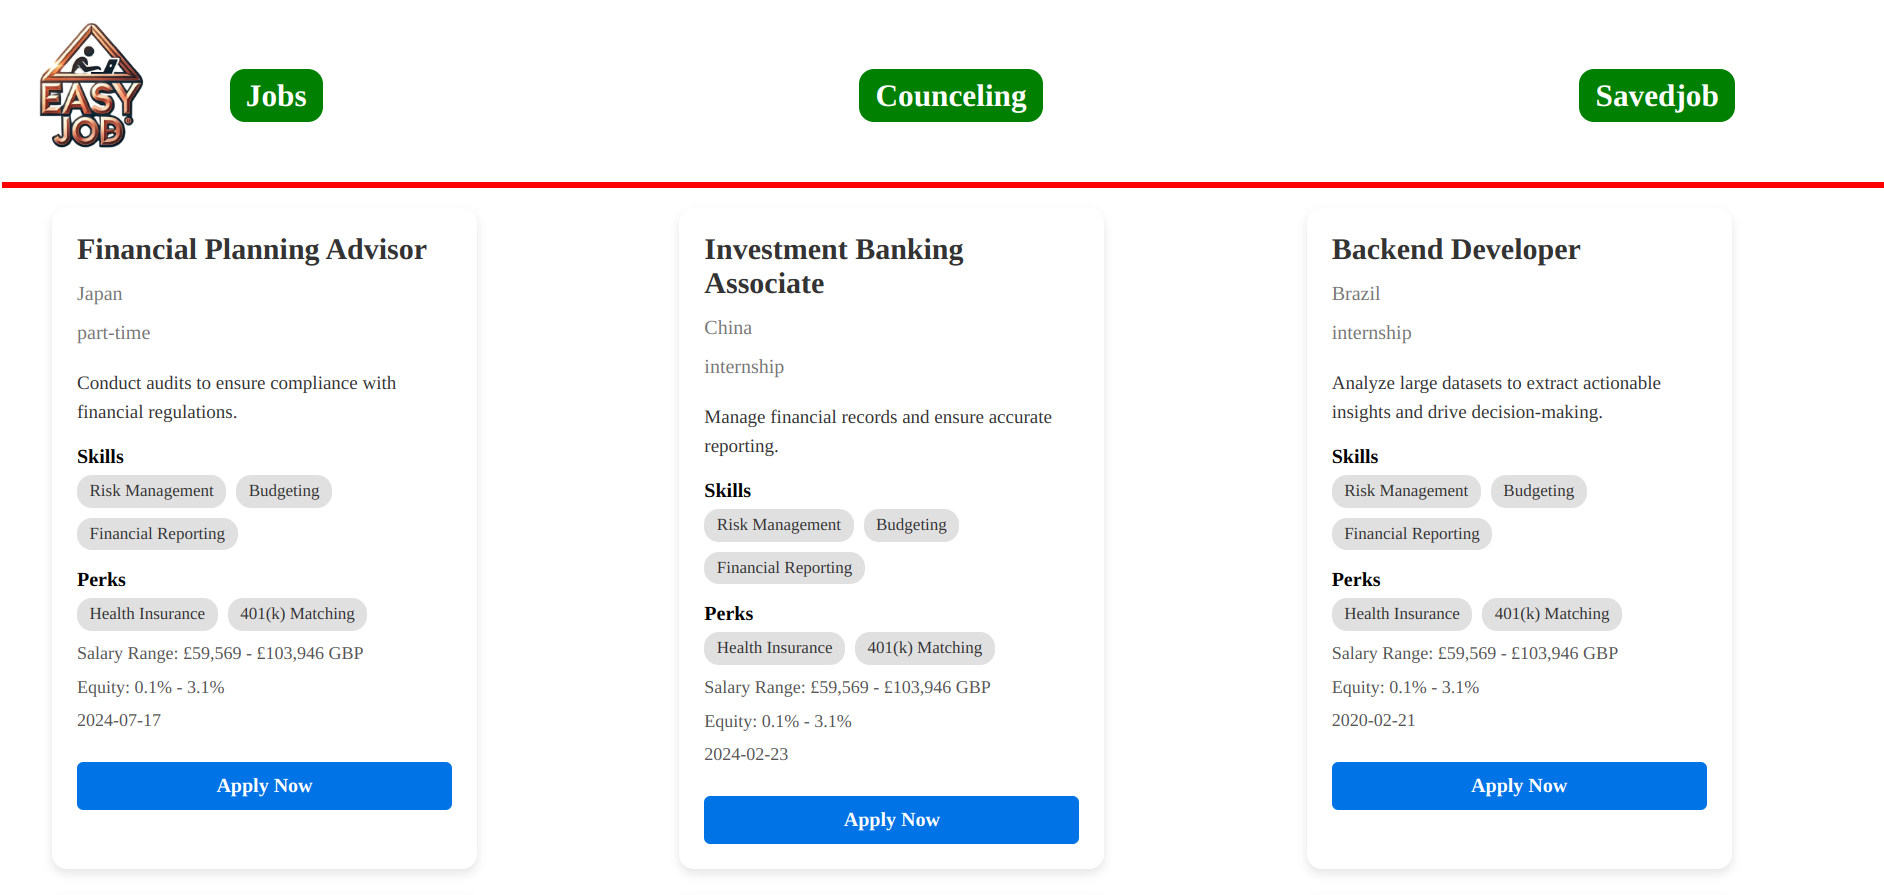 EASY
JOB®
Jobs
Counceling
Savedjob
Financial Planning Advisor
Japan
part-time
Conduct audits to ensure compliance with
financial regulations.
Skills
Risk Management Budgeting
Financial Reporting
Perks
Health Insurance 401(k) Matching
Salary Range: £59,569 - £103,946 GBP
Equity: 0.1% - 3.1%
2024-07-17
Apply Now
Investment Banking
Associate
China
internship
Manage financial records and ensure accurate
reporting.
Skills
Risk Management Budgeting
Financial Reporting
Perks
Health Insurance 401(k) Matching
Salary Range: £59,569 - £103,946 GBP
Equity: 0.1% - 3.1%
2024-02-23
Apply Now
Backend Developer
Brazil
internship
Analyze large datasets to extract actionable
insights and drive decision-making.
Skills
Risk Management Budgeting
Financial Reporting
Perks
Health Insurance 401(k) Matching
Salary Range: £59,569 - £103,946 GBP
Equity: 0.1% - 3.1%
2020-02-21
Apply Now